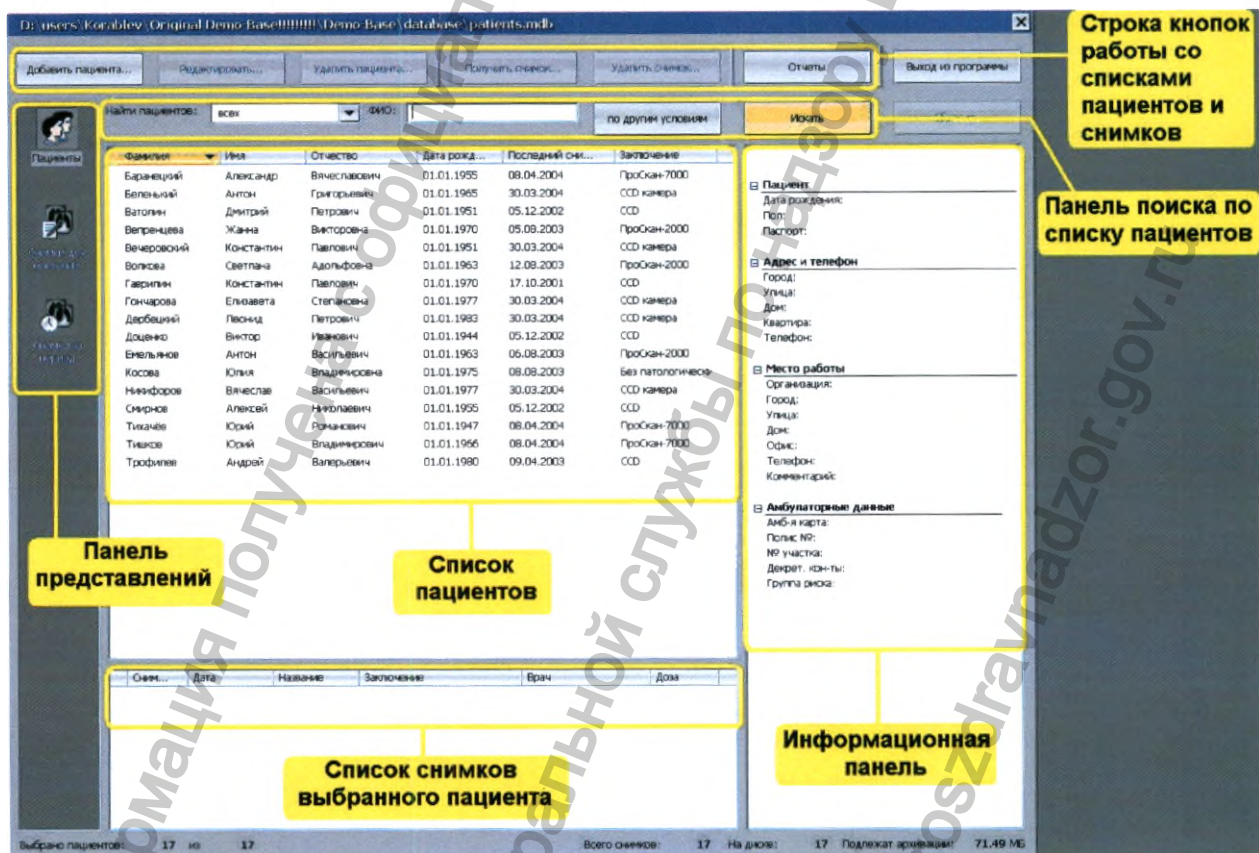 D:\users\Korablev\Original Demo Base!!!!!!!!!\Demo Base\database\patients.mdb
Строка кнопок
работы со
списками
пациентов и
снимков
Добавить пациента...
Редактировать...
Удалить пациента...
Получить снимок...
Удалить снимок...
Отчеты
Выход из программы
Найти пациентов:
всех
ФИО:
по другим условиям
Искать
Пациенты
Панель поиска по
списку пациентов
Фамилия Имя Отчество Дата рожд... Последний сни... Заключение
Баранецкий Александр Вячеславович 01.01.1955 08.04.2004 ПроСкан-7000
Беленький Антон Григорьевич 01.01.1965 30.03.2004 CCD камера
Ватолин Дмитрий Петрович 01.01.1951 05.12.2002 CCD
Вепренцева Жанна Викторовна 01.01.1970 05.08.2003 ПроСкан-2000
Вечеровский Константин Павлович 01.01.1951 30.03.2004 CCD камера
Волкова Светлана Адольфовна 01.01.1963 12.08.2003 ПроСкан-2000
Гаврилин Константин Павлович 01.01.1970 17.10.2001 CCD
Гончарова Елизавета Степановна 01.01.1977 30.03.2004 CCD камера
Дербецкий Леонид Петрович 01.01.1983 30.03.2004 CCD камера
Доценко Виктор Иванович 01.01.1944 05.12.2002 CCD
Емельянов Антон Васильевич 01.01.1963 06.08.2003 ПроСкан-2000
Косова Юлия Владимировна 01.01.1975 08.08.2003 Без патологически
Никифоров Вячеслав Васильевич 01.01.1977 30.03.2004 CCD камера
Смирнов Алексей Николаевич 01.01.1955 05.12.2002 CCD
Тихачёв Юрий Романович 01.01.1947 08.04.2004 ПроСкан-7000
Тишков Юрий Владимирович 01.01.1966 08.04.2004 ПроСкан-7000
Трофилев Андрей Валерьевич 01.01.1980 09.04.2003 CCD
Пациент
Дата рождения:
Пол:
Паспорт:
Адрес и телефон
Город:
Улица:
Дом:
Квартира:
Телефон:
Место работы
Организация:
Город:
Улица:
Дом:
Офис:
Телефон:
Комментарий:
Амбулаторные данные
Амб-я карта:
Полис №:
№ участка:
Декрет. кон-ты:
Группа риска:
Панель
представлений
Список
пациентов
Сним... Дата Название Заключение Врач Доза
Список снимков
выбранного пациента
Информационная
панель
Выбрано пациентов: 17 из 17
Всего снимков: 17 На диске: 17 Подлежат архивации: 71.49 МБ